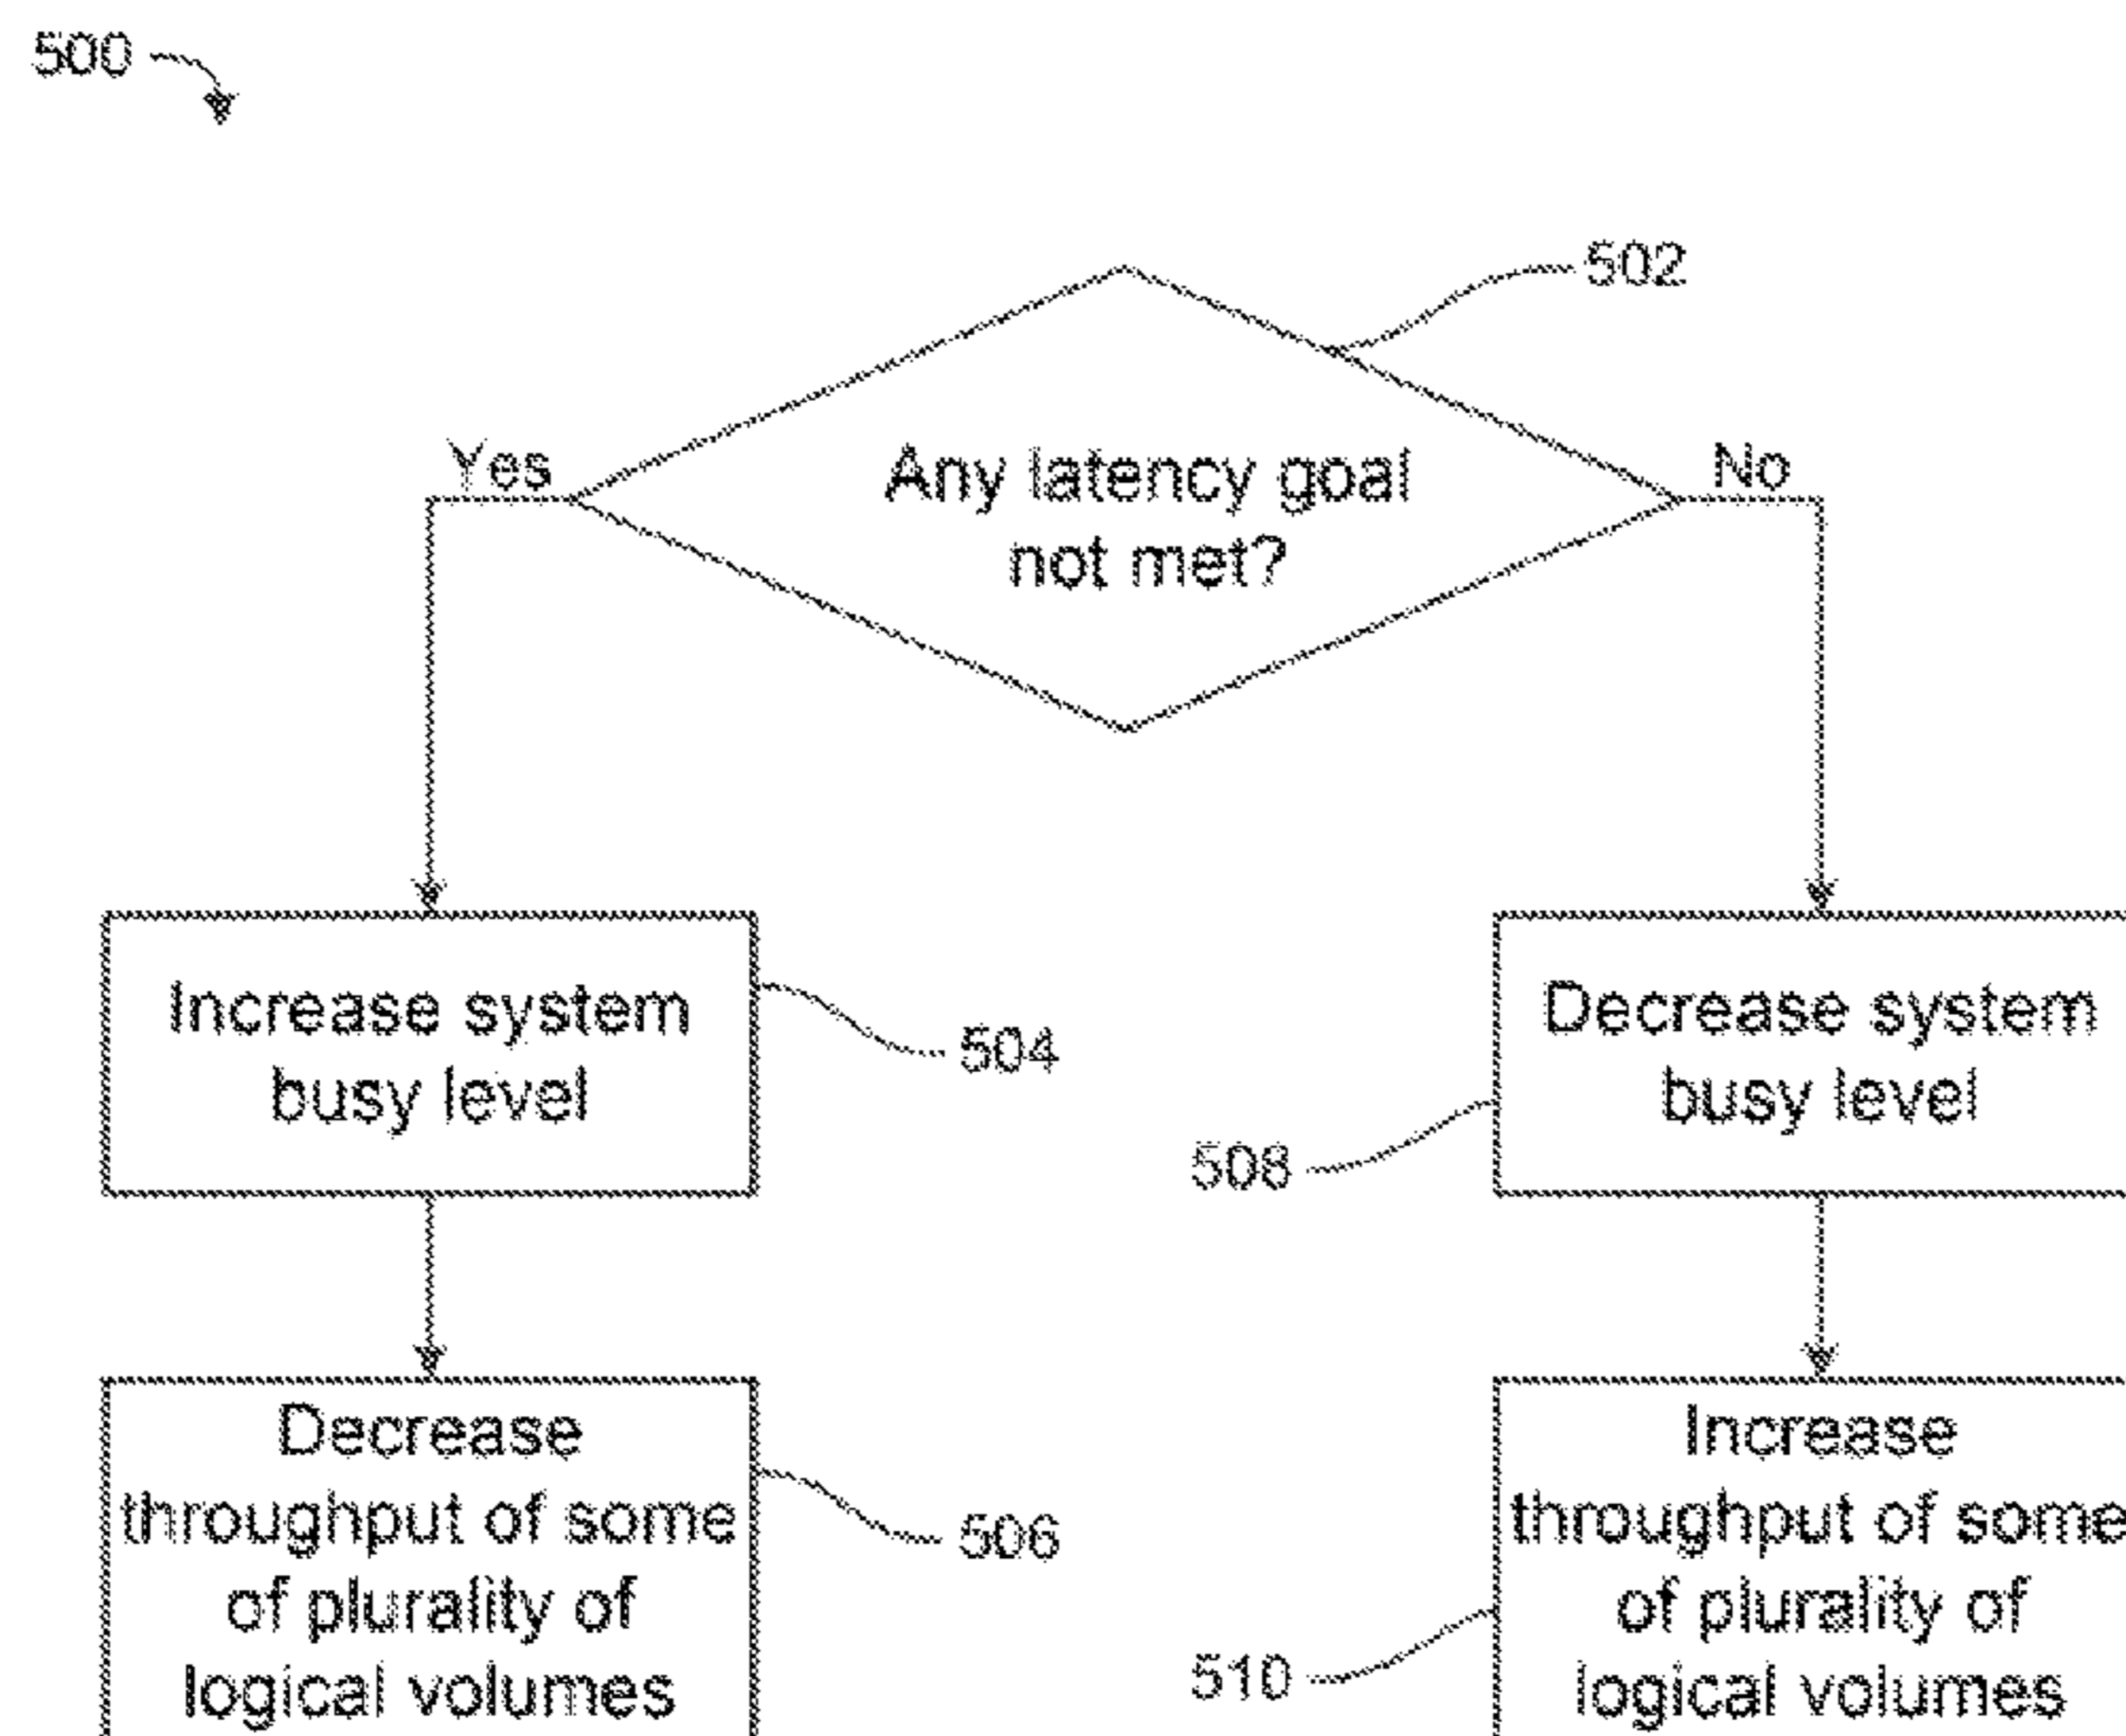 500
502
Yes
Any latency goal
not met?
No
Increase system
busy level
504
Decrease system
busy level
508
Decrease
throughput of some
of plurality of
logical volumes
506
Increase
throughput of some
of plurality of
logical volumes
510